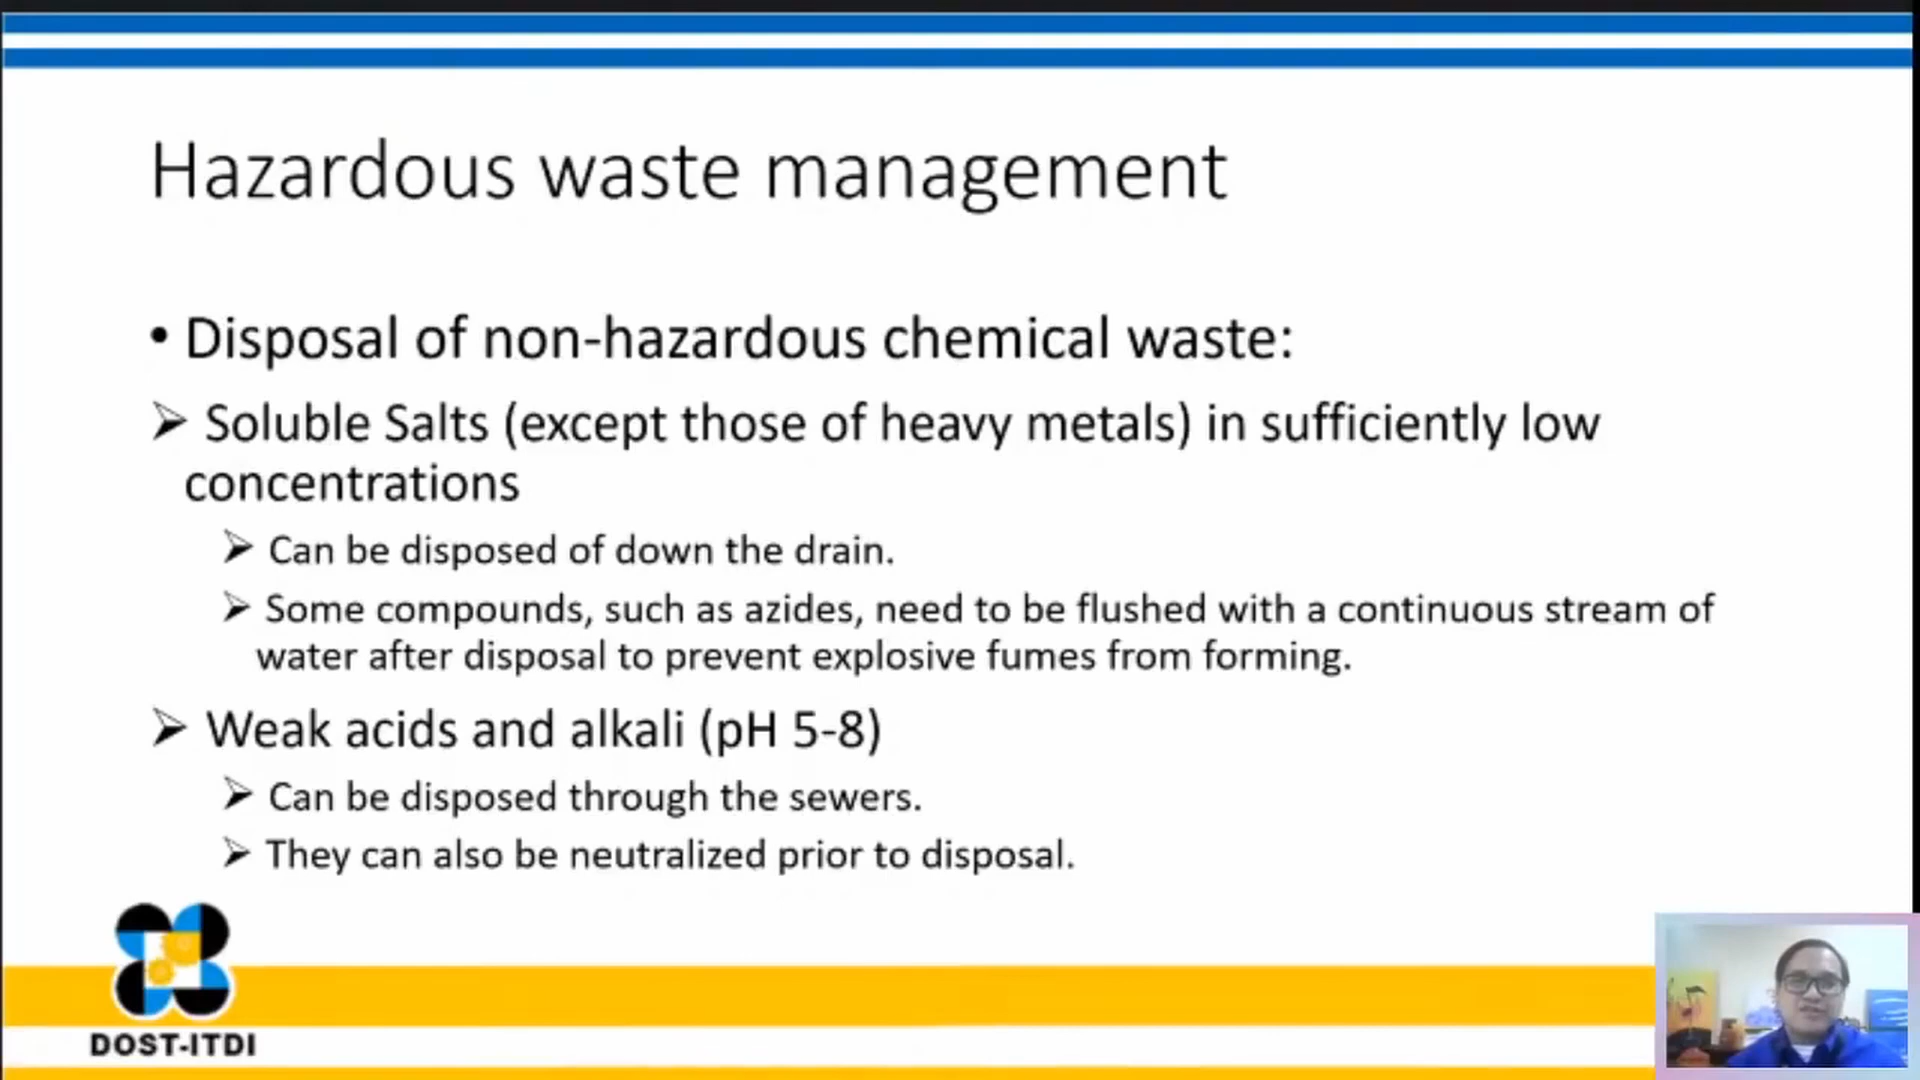 Hazardous waste management
• Disposal of non-hazardous chemical waste:
➢ Soluble Salts (except those of heavy metals) in sufficiently low
concentrations
➢ Can be disposed of down the drain.
➢ Some compounds, such as azides, need to be flushed with a continuous stream of
water after disposal to prevent explosive fumes from forming.
➢ Weak acids and alkali (pH 5-8)
➢ Can be disposed through the sewers.
➢ They can also be neutralized prior to disposal.
DOST-ITDI